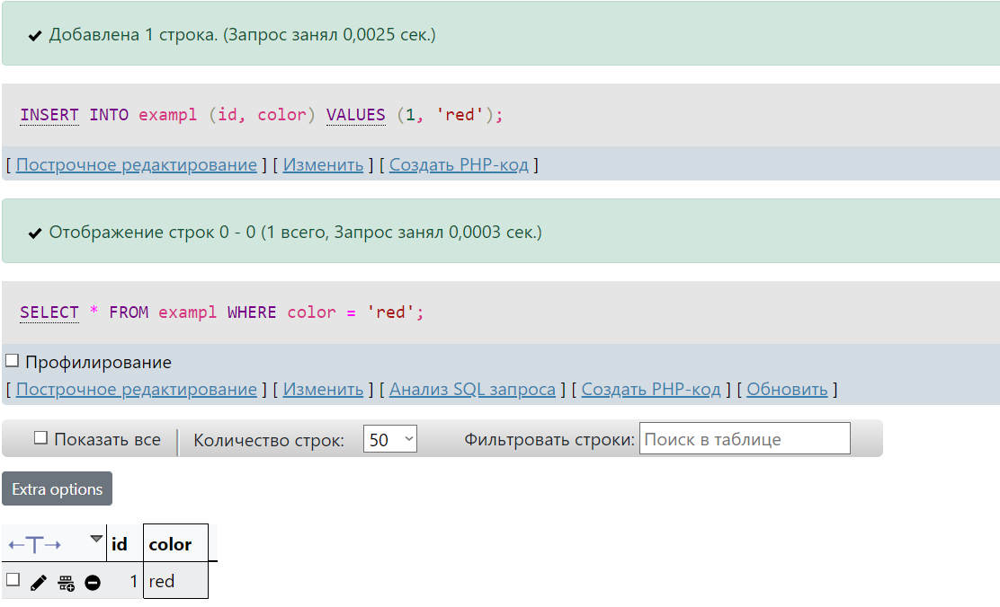 Добавлена 1 строка. (Запрос занял 0,0025 сек.)
INSERT INTO exampl (id, color) VALUES (1, 'red');
[ Построчное редактирование ] [ Изменить ] [ Создать PHP-код ]
Отображение строк 0 - 0 (1 всего, Запрос занял 0,0003 сек.)
SELECT * FROM exampl WHERE color = 'red';
Профилирование
[ Построчное редактирование ] [ Изменить ] [ Анализ SQL запроса ] [ Создать PHP-код ] [ Обновить ]
Показать все Количество строк: 50 Фильтровать строки: Поиск в таблице
Extra options
←T→ id color
1 red